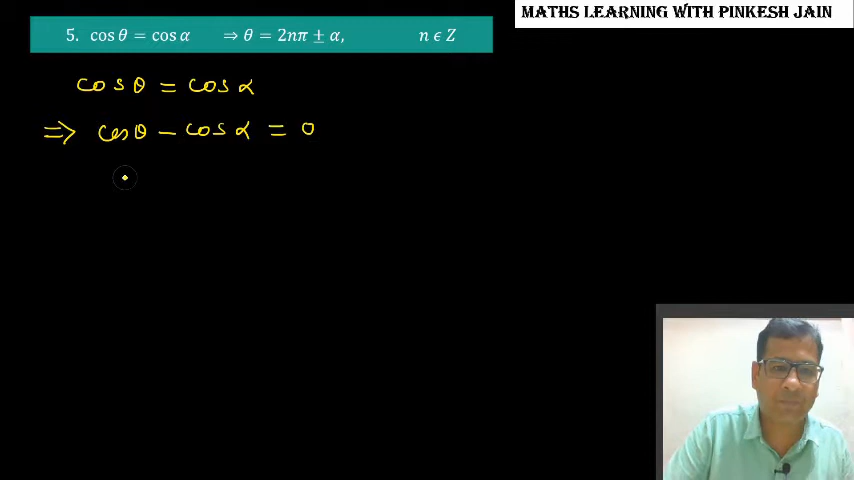 MATHS LEARNING WITH PINKESH JAIN
5. cos θ = cos α ⇒ θ = 2nπ ± α, n ϵ Z
cos θ = cos α
⇒ cos θ − cos α = 0